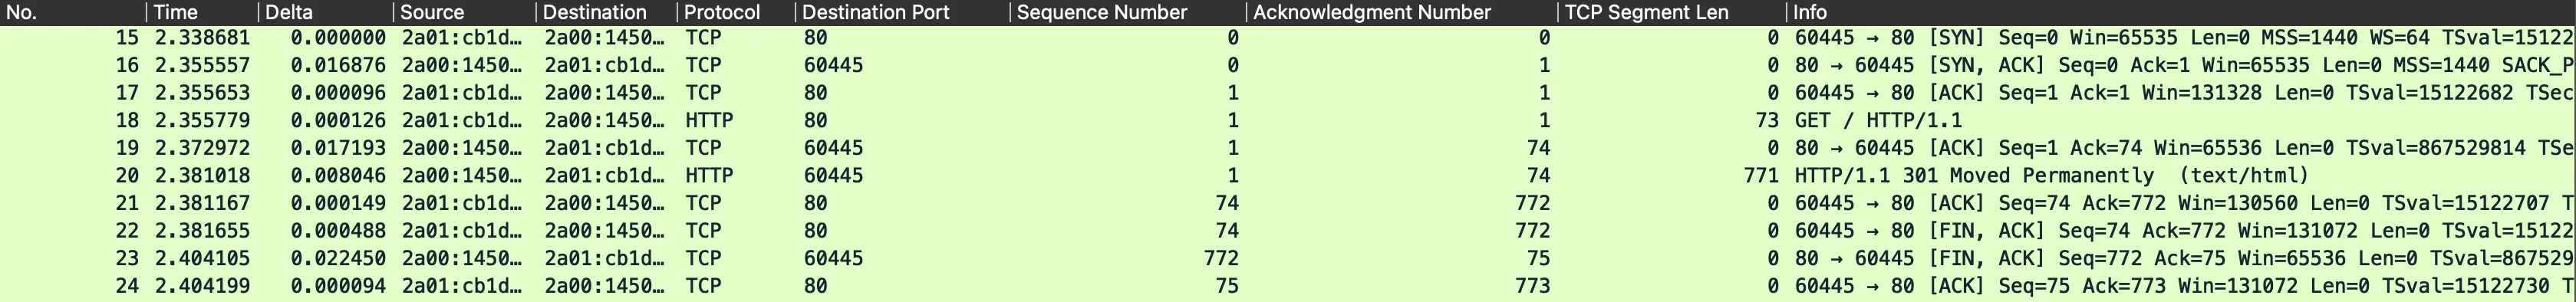 No. Time Delta Source Destination Protocol Destination Port Sequence Number Acknowledgment Number TCP Segment Len Info
15 2.338681 0.000000 2a01:cb1d… 2a00:1450… TCP 80 0 0 0 60445 → 80 [SYN] Seq=0 Win=65535 Len=0 MSS=1440 WS=64 TSval=15122
16 2.355557 0.016876 2a00:1450… 2a01:cb1d… TCP 60445 0 1 0 80 → 60445 [SYN, ACK] Seq=0 Ack=1 Win=65535 Len=0 MSS=1440 SACK_P
17 2.355653 0.000096 2a01:cb1d… 2a00:1450… TCP 80 1 1 0 60445 → 80 [ACK] Seq=1 Ack=1 Win=131328 Len=0 TSval=15122682 TSec
18 2.355779 0.000126 2a01:cb1d… 2a00:1450… HTTP 80 1 1 73 GET / HTTP/1.1
19 2.372972 0.017193 2a00:1450… 2a01:cb1d… TCP 60445 1 74 0 80 → 60445 [ACK] Seq=1 Ack=74 Win=65536 Len=0 TSval=867529814 TSe
20 2.381018 0.008046 2a00:1450… 2a01:cb1d… HTTP 60445 1 74 771 HTTP/1.1 301 Moved Permanently (text/html)
21 2.381167 0.000149 2a01:cb1d… 2a00:1450… TCP 80 74 772 0 60445 → 80 [ACK] Seq=74 Ack=772 Win=130560 Len=0 TSval=15122707 T
22 2.381655 0.000488 2a01:cb1d… 2a00:1450… TCP 80 74 772 0 60445 → 80 [FIN, ACK] Seq=74 Ack=772 Win=131072 Len=0 TSval=15122
23 2.404105 0.022450 2a00:1450… 2a01:cb1d… TCP 60445 772 75 0 80 → 60445 [FIN, ACK] Seq=772 Ack=75 Win=65536 Len=0 TSval=867529
24 2.404199 0.000094 2a01:cb1d… 2a00:1450… TCP 80 75 773 0 60445 → 80 [ACK] Seq=75 Ack=773 Win=131072 Len=0 TSval=15122730 T